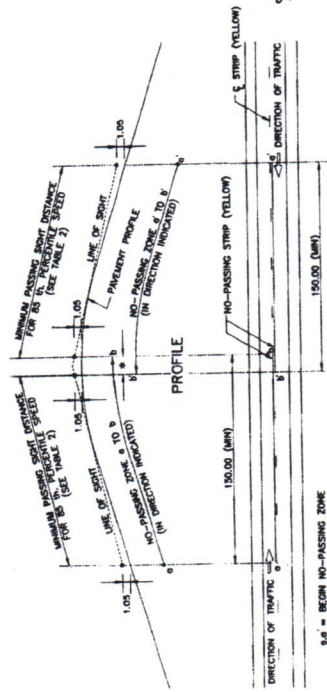 MINIMUM PASSING SIGHT DISTANCE
FOR 85 th. PERCENTILE SPEED
(SEE TABLE 2)
MINIMUM PASSING SIGHT DISTANCE
FOR 85 th. PERCENTILE SPEED
(SEE TABLE 2)
1.05
1.05
1.05
1.05
LINE OF SIGHT
LINE OF SIGHT
PAVEMENT PROFILE
NO-PASSING ZONE a TO b
(IN DIRECTION INDICATED)
NO-PASSING ZONE a' TO b'
(IN DIRECTION INDICATED)
a
b'
*
b
a'
PROFILE
150.00 (MIN)
NO-PASSING STRIP (YELLOW)
℄ STRIP (YELLOW)
DIRECTION OF TRAFFIC
a
b'
b
a'
DIRECTION OF TRAFFIC
150.00 (MIN)
a,a' = BEGIN NO-PASSING ZONE